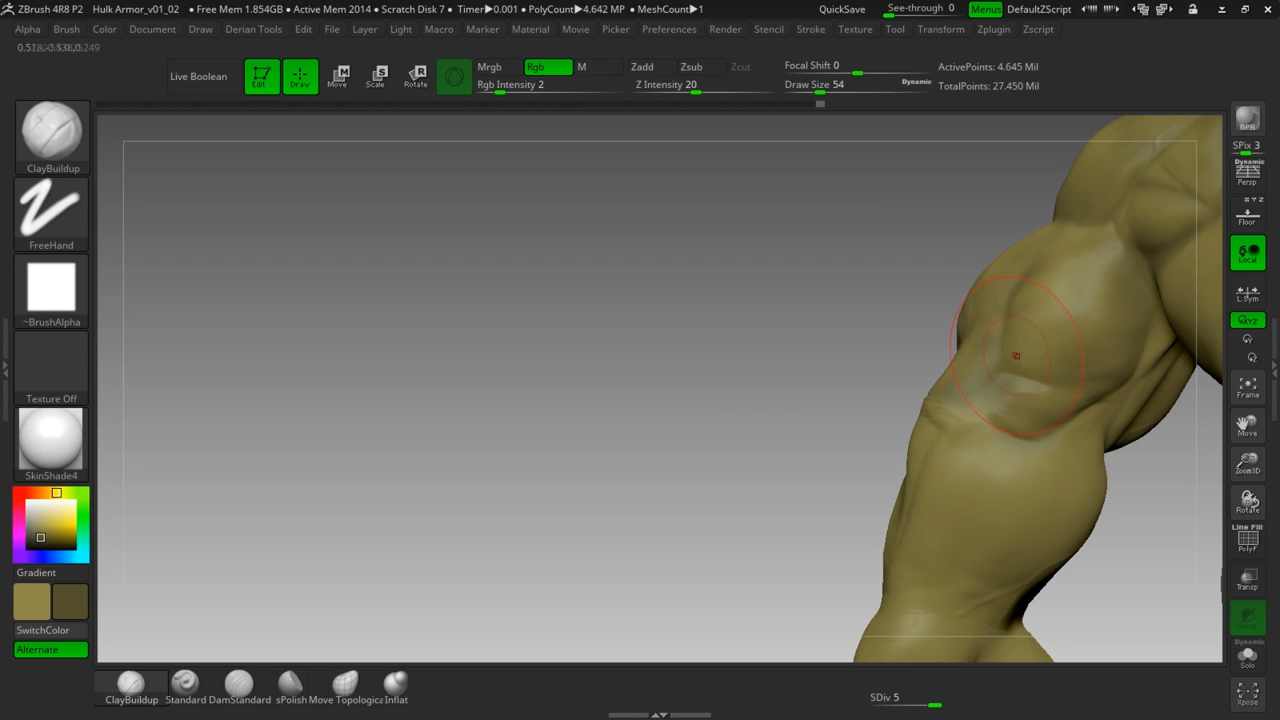 ZBrush 4R8 P2 Hulk Armor_v01_02 ● Free Mem 1.854GB ● Active Mem 2014 ● Scratch Disk 7 ● Timer▶0.001 ● PolyCount▶4.642 MP ● MeshCount▶1 QuickSave See-through 0 Menus DefaultZScript
Alpha Brush Color Document Draw Derian Tools Edit File Layer Light Macro Marker Material Movie Picker Preferences Render Stencil Stroke Texture Tool Transform Zplugin Zscript
Live Boolean
Edit Draw Move Scale Rotate
Mrgb Rgb M Zadd Zsub Zcut
Rgb Intensity 2 Z Intensity 20
Focal Shift 0
Draw Size 54 Dynamic
ActivePoints: 4.645 Mil
TotalPoints: 27.450 Mil
ClayBuildup
FreeHand
~BrushAlpha
Texture Off
SkinShade4
Gradient
SwitchColor
Alternate
BPR
SPix 3
Dynamic
Persp
X Y Z
Floor
Local
L.Sym
XYZ
Y
Z
Frame
Move
Zoom3D
Rotate
Line Fill
PolyF
Transp
Ghost
Dynamic
Solo
Xpose
ClayBuildup Standard DamStandard sPolish Move Topologica Inflat
SDiv 5